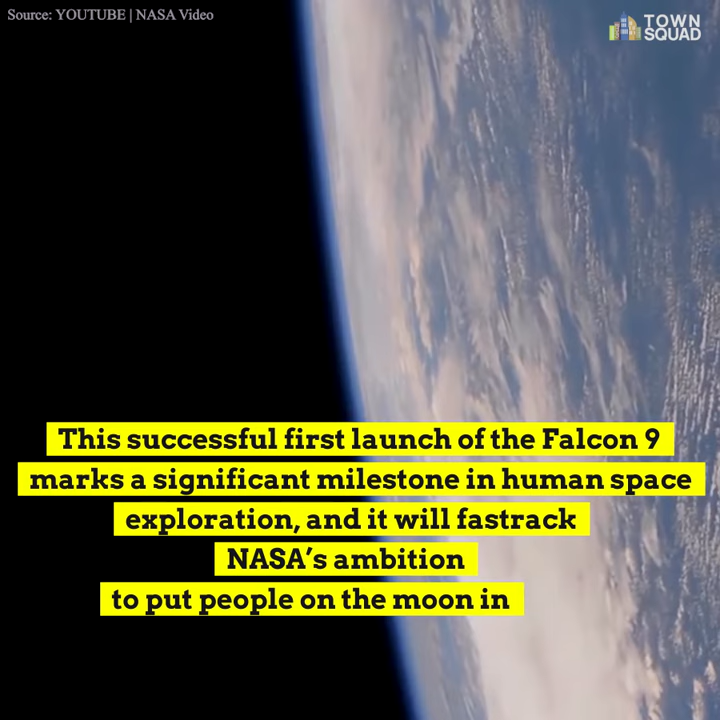 Source: YOUTUBE | NASA Video
TOWN
SQUAD
This successful first launch of the Falcon 9
marks a significant milestone in human space
exploration, and it will fastrack
NASA's ambition
to put people on the moon in